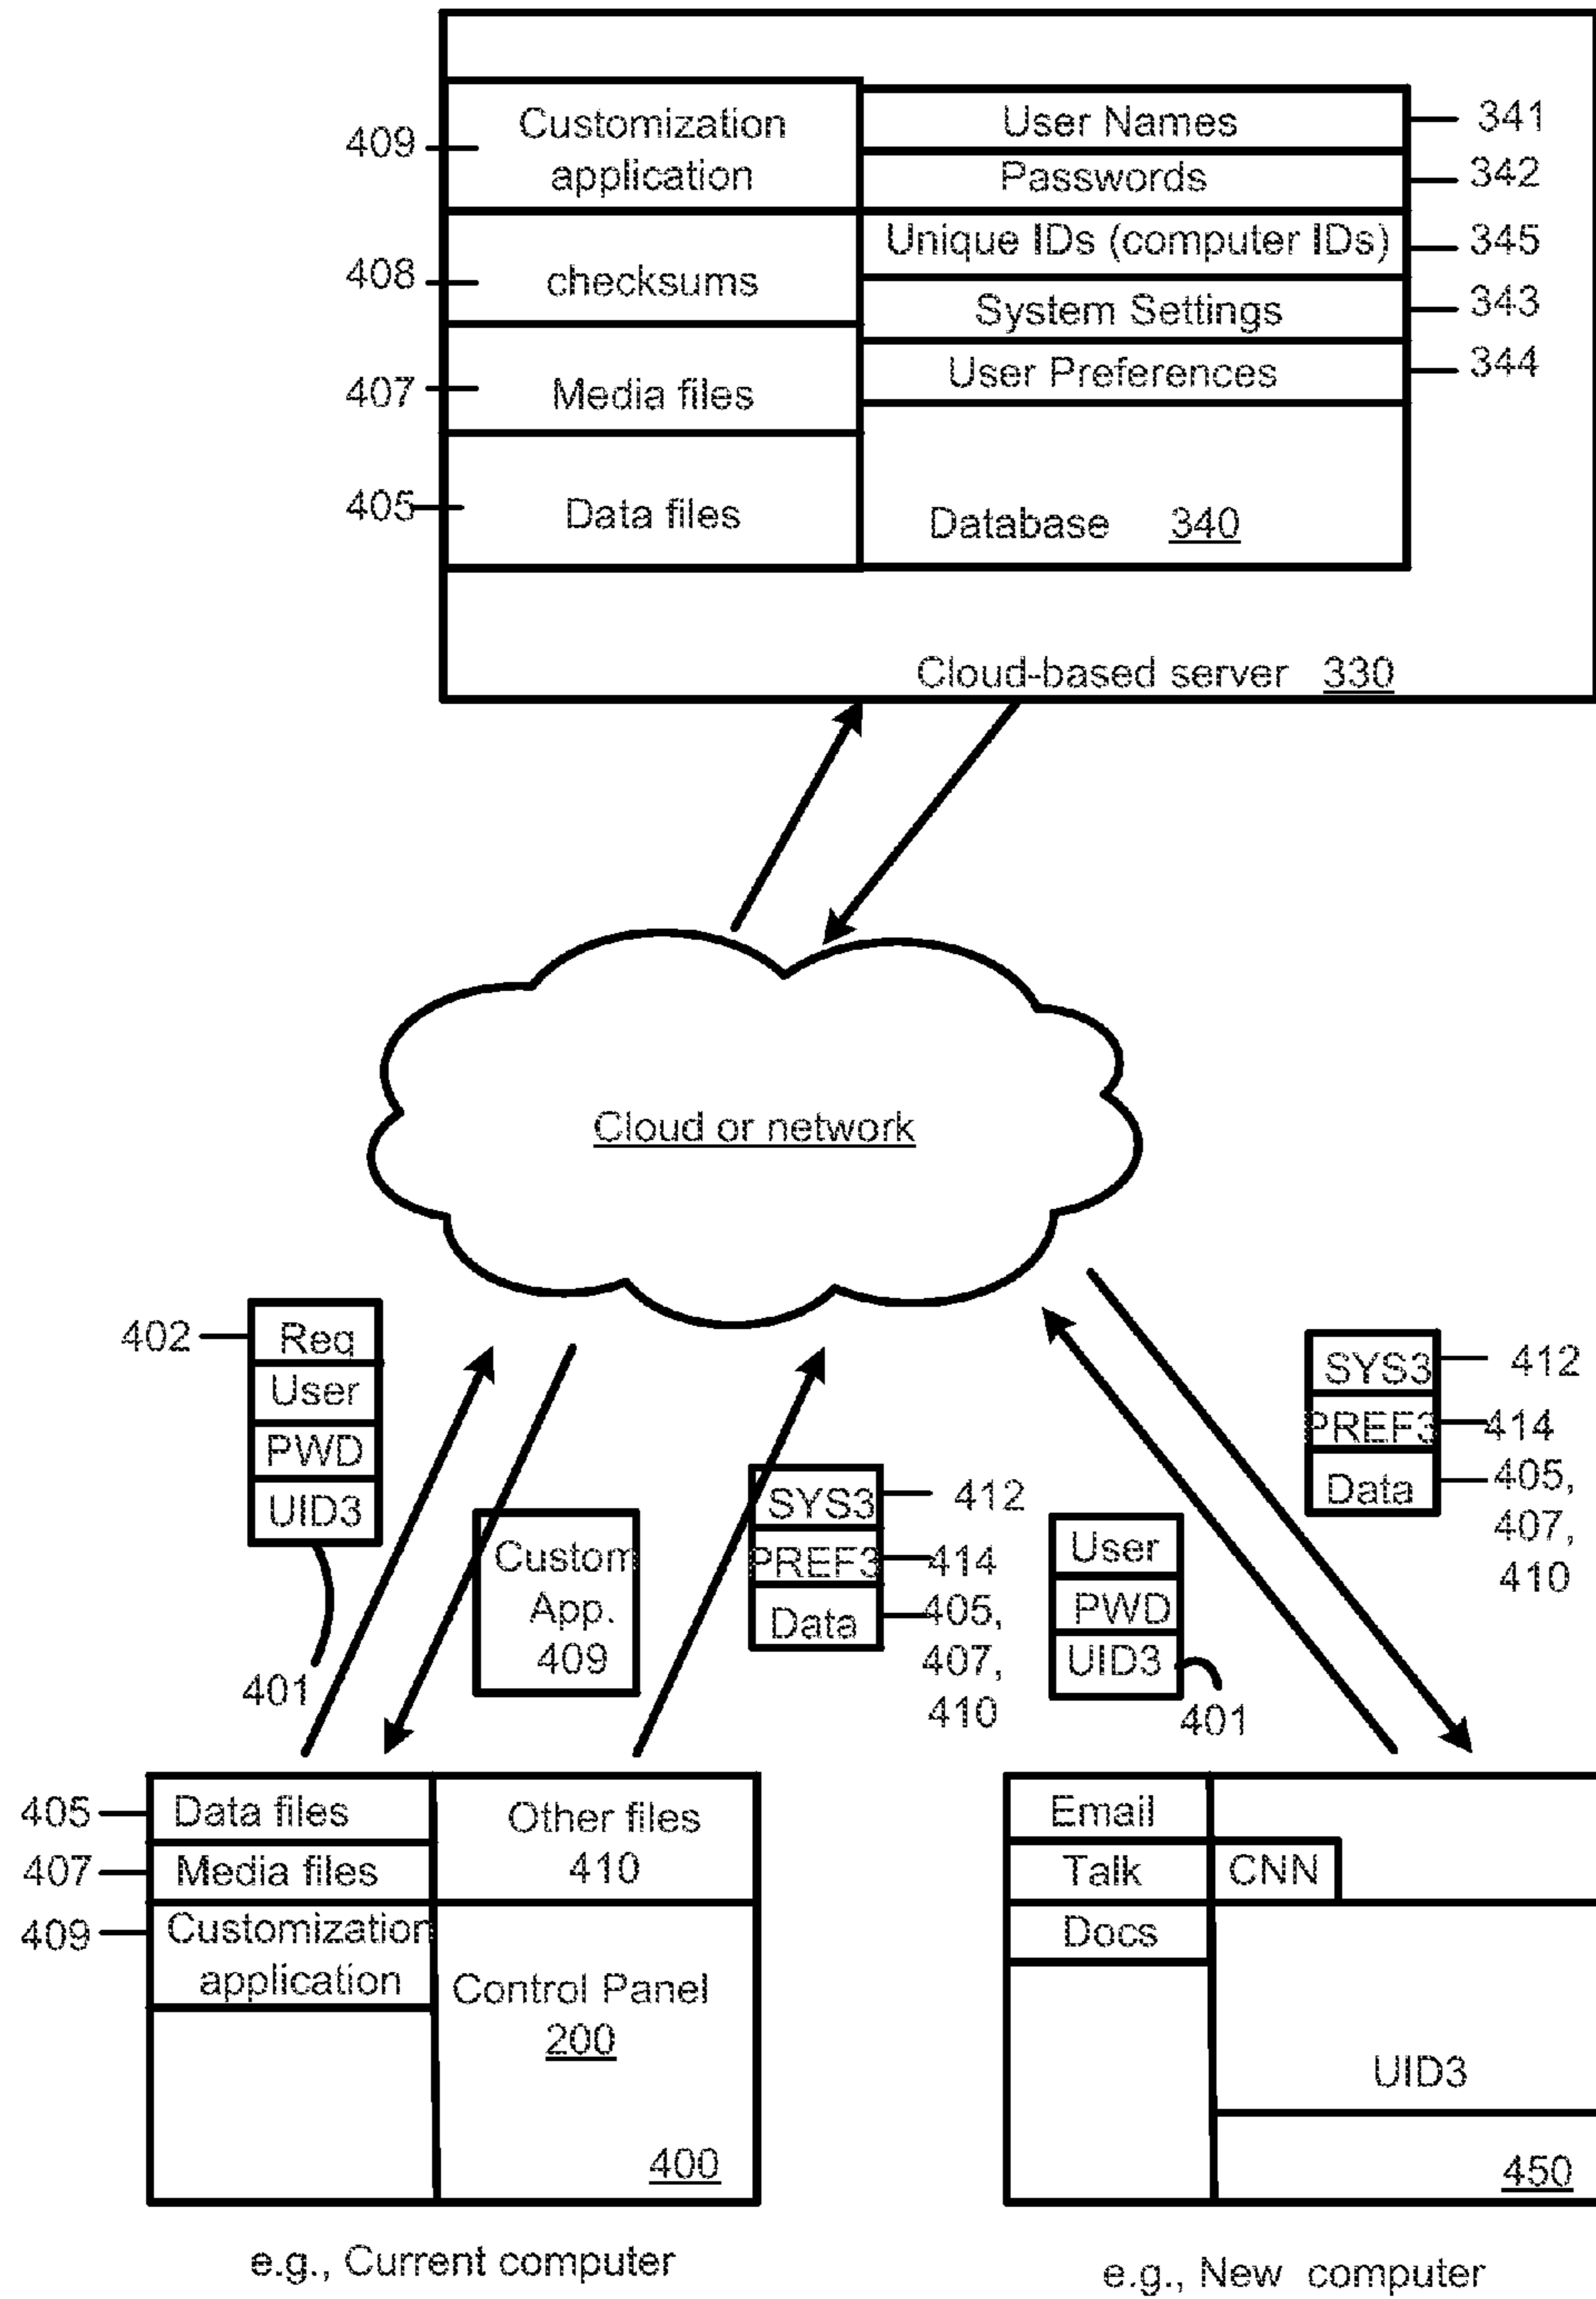 409
Customization
application
User Names
341
Passwords
342
Unique IDs (computer IDs)
345
408
checksums
System Settings
343
User Preferences
344
407
Media files
405
Data files
Database 340
Cloud-based server 330
Cloud or network
402
Req
User
PWD
UID3
401
Custom
App.
409
SYS3
412
PREF3
414
Data
405,
407,
410
User
PWD
UID3
401
SYS3
412
PREF3
414
Data
405,
407,
410
405
Data files
407
Media files
409
Customization
application
Other files
410
Control Panel
200
400
e.g., Current computer
Email
Talk
CNN
Docs
UID3
450
e.g., New computer